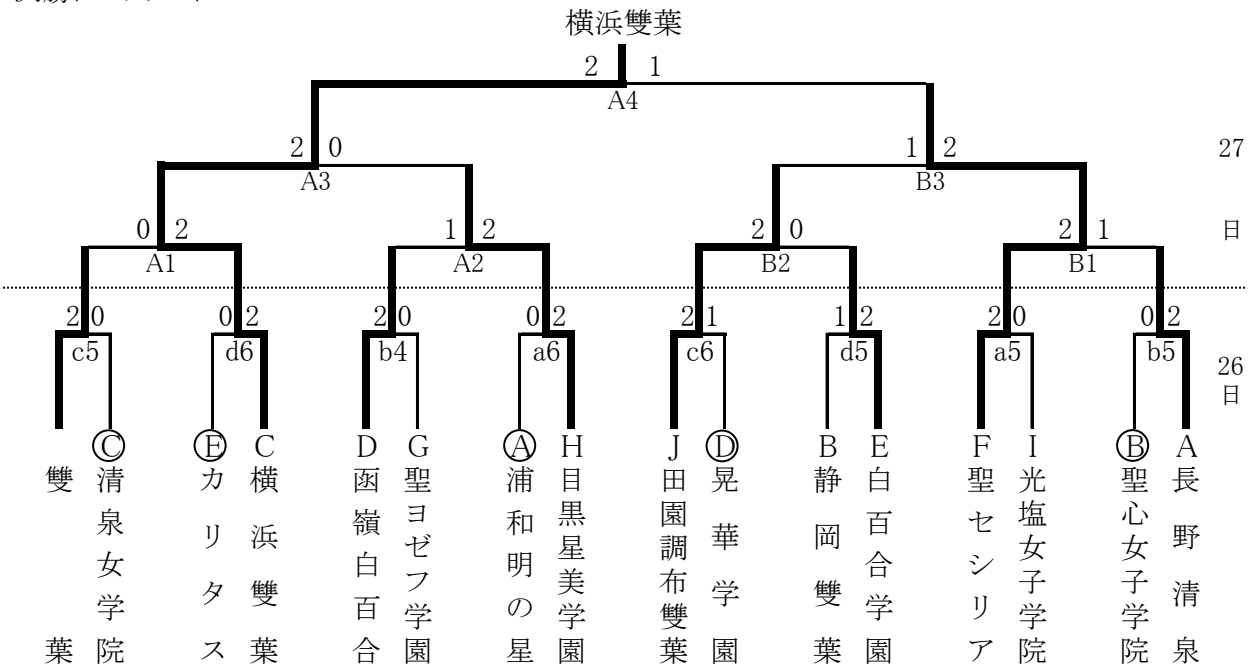 横浜雙葉
2 1
A4
2 0 1 2 27
A3 B3
0 2 1 2 2 0 2 1 日
A1 A2 B2 B1
2 0 0 2 2 0 0 2 2 1 1 2 2 0 0 2
c5 d6 b4 a6 c6 d5 a5 b5 26
日
Ⓒ Ⓔ C D G Ⓐ H J Ⓓ B E F I Ⓑ A
雙葉
清泉女学院
カリタス
横浜雙葉
函嶺白百合
聖ヨゼフ学園
浦和明の星
目黒星美学園
田園調布雙葉
晃華学園
静岡雙葉
白百合学園
聖セシリア
光塩女子学院
聖心女子学院
長野清泉